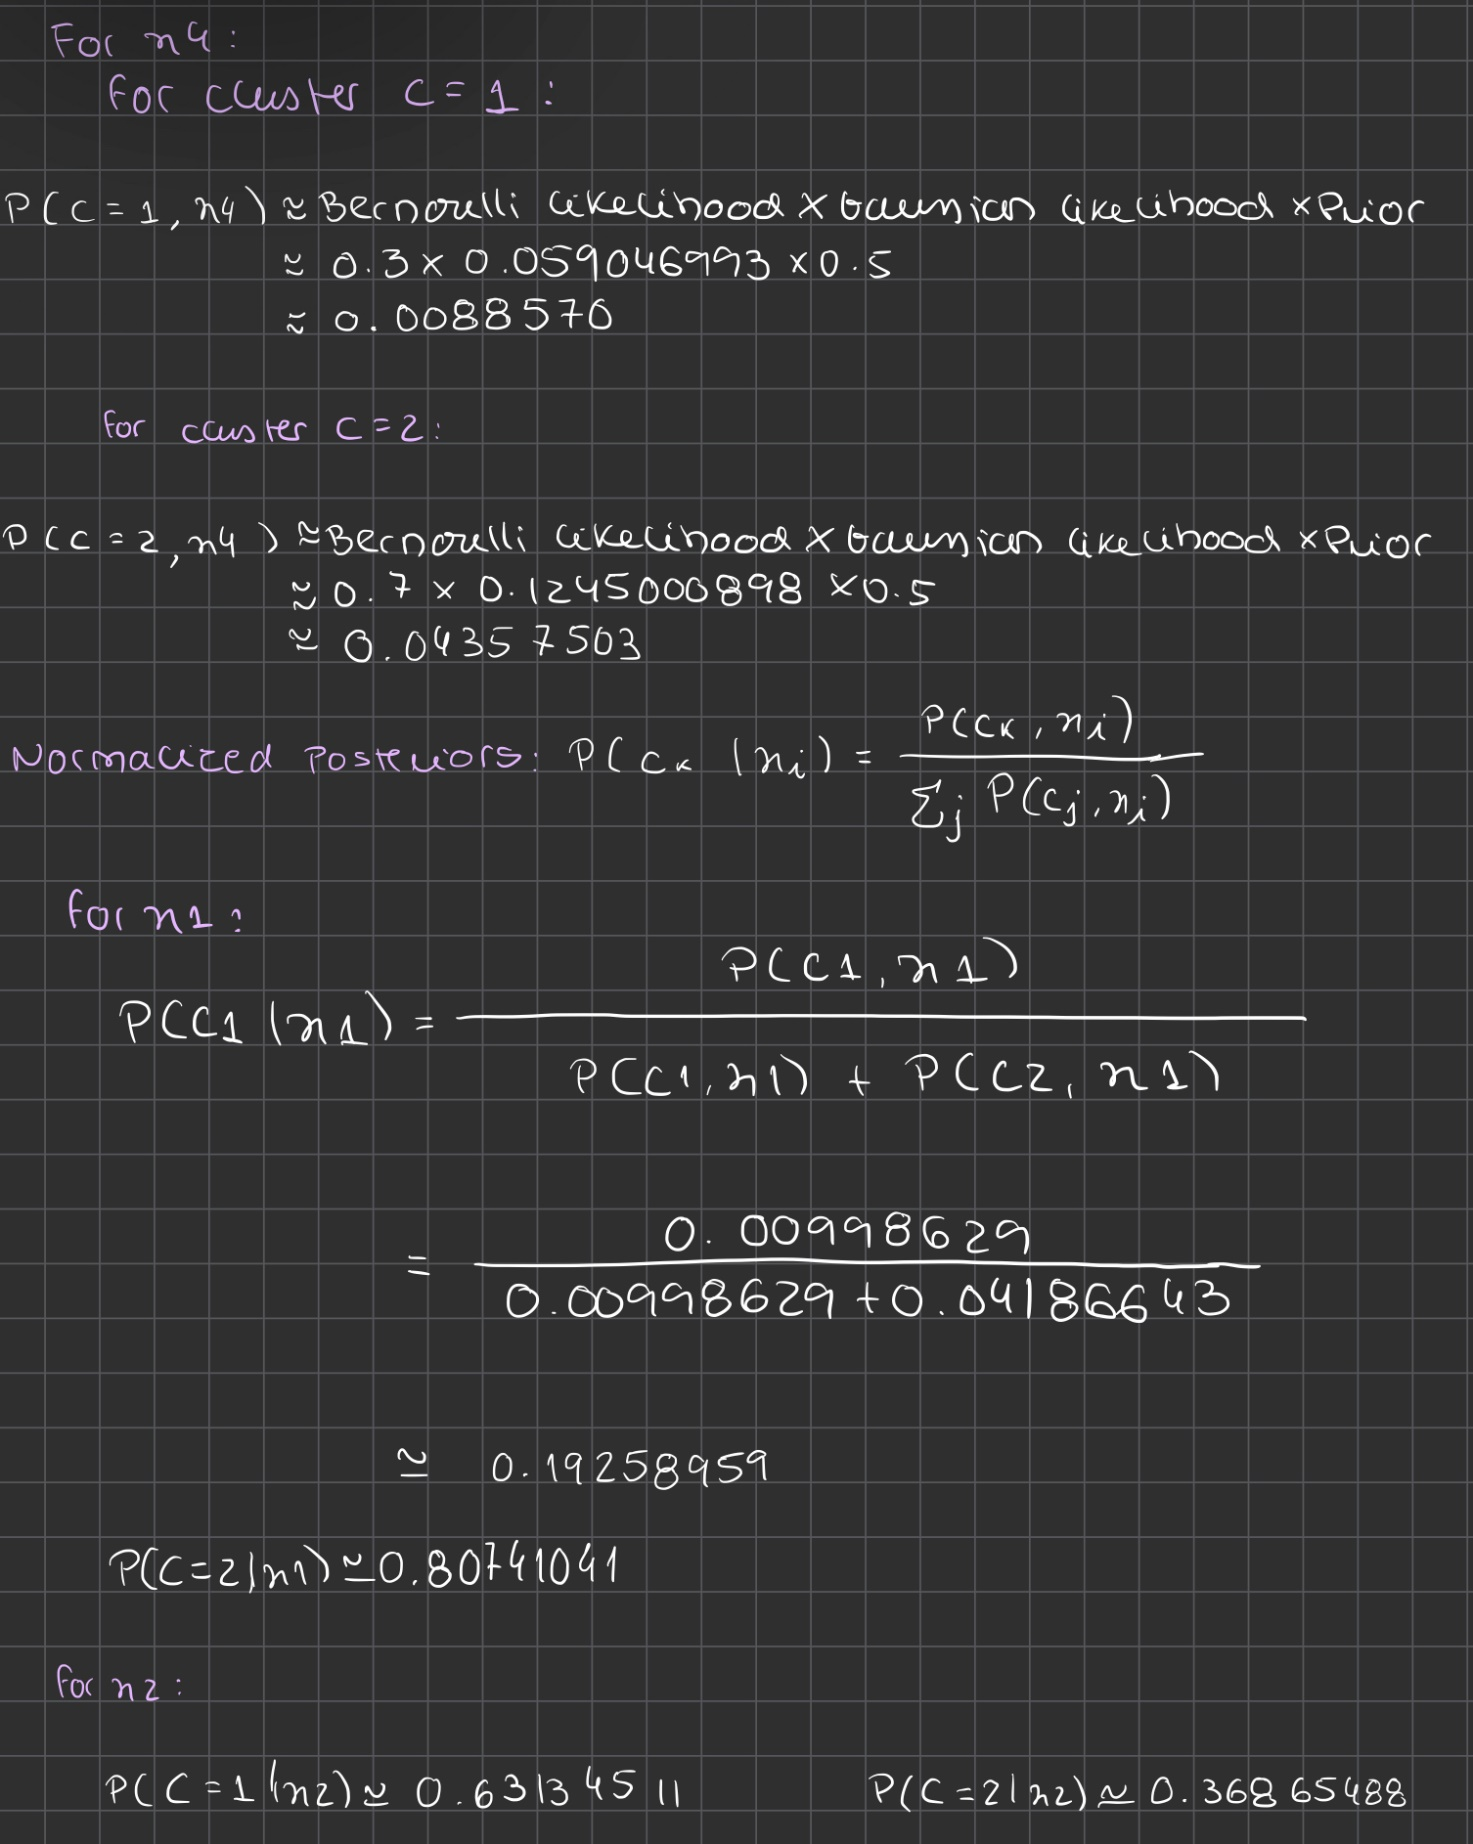 For x4:
For cluster C=1:
P(C=1, x4) ≈ Bernoulli likelihood × Gaussian likelihood × Prior
≈ 0.3 × 0.059046993 × 0.5
≈ 0.0088570
For cluster C=2:
P(C=2, x4) ≈ Bernoulli likelihood × Gaussian likelihood × Prior
≈ 0.7 × 0.1245000898 × 0.5
≈ 0.04357503
Normalized Posteriors: P(Ck|xi) = P(Ck, xi) / Σj P(Cj, xi)
For x1:
P(C1|x1) = P(C1, x1) / P(C1, x1) + P(C2, x1)
= 0.00998629 / 0.00998629 + 0.04186643
≃ 0.19258959
P(C=2|x1) ≃ 0.80741041
For x2:
P(C=1|x2) ≃ 0.63134511 P(C=2|x2) ≃ 0.36865488